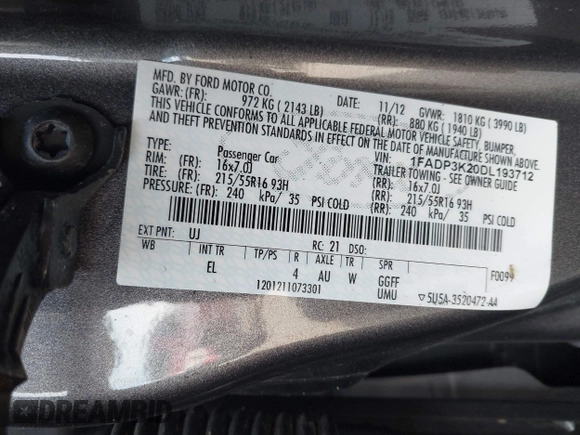 MFD. BY FORD MOTOR CO.
DATE: 11/12 GVWR: 1810 KG ( 3990 LB)
GAWR: (FR): 972 KG ( 2143 LB) (RR): 880 KG ( 1940 LB)
THIS VEHICLE CONFORMS TO ALL APPLICABLE FEDERAL MOTOR VEHICLE SAFETY, BUMPER,
AND THEFT PREVENTION STANDARDS IN EFFECT ON THE DATE OF MANUFACTURE SHOWN ABOVE.
VIN: 1FADP3K20DL193712
TYPE: Passenger Car TRAILER TOWING - SEE OWNER GUIDE
RIM: (FR): 16x7.0J (RR): 16x7.0J
TIRE: (FR): 215/55R16 93H (RR): 215/55R16 93H
PRESSURE: (FR): 240 kPa/ 35 PSI COLD (RR): 240 kPa/ 35 PSI COLD
EXT PNT: UJ RC: 21 DSO:
WB INT TR TP/PS R AXLE TR SPR F0099
EL 4 AU W GGFF
1201211073301 UMU ▽5U5A-3520472-AA
DREAMRID